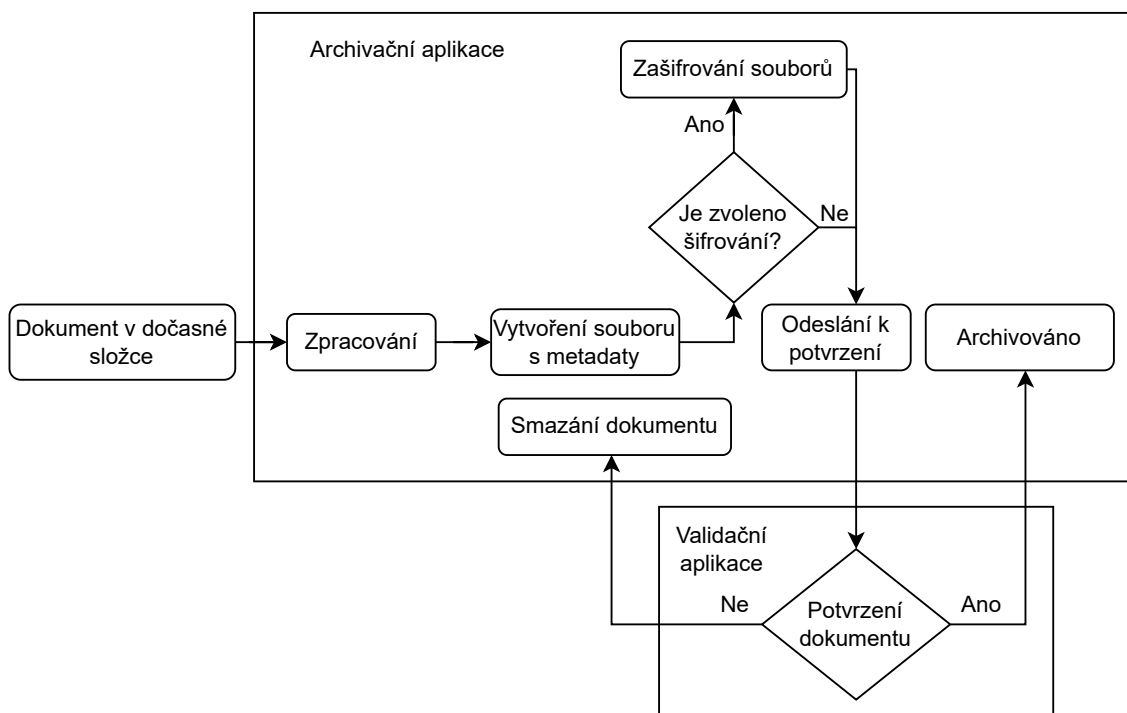 Archivační aplikace
Zašifrování souborů
Ano
Je zvoleno
šifrování?
Ne
Dokument v dočasné
složce
Zpracování
Vytvoření souboru
s metadaty
Odeslání k
potvrzení
Archivováno
Smazání dokumentu
Validační
aplikace
Ne
Potvrzení
dokumentu
Ano